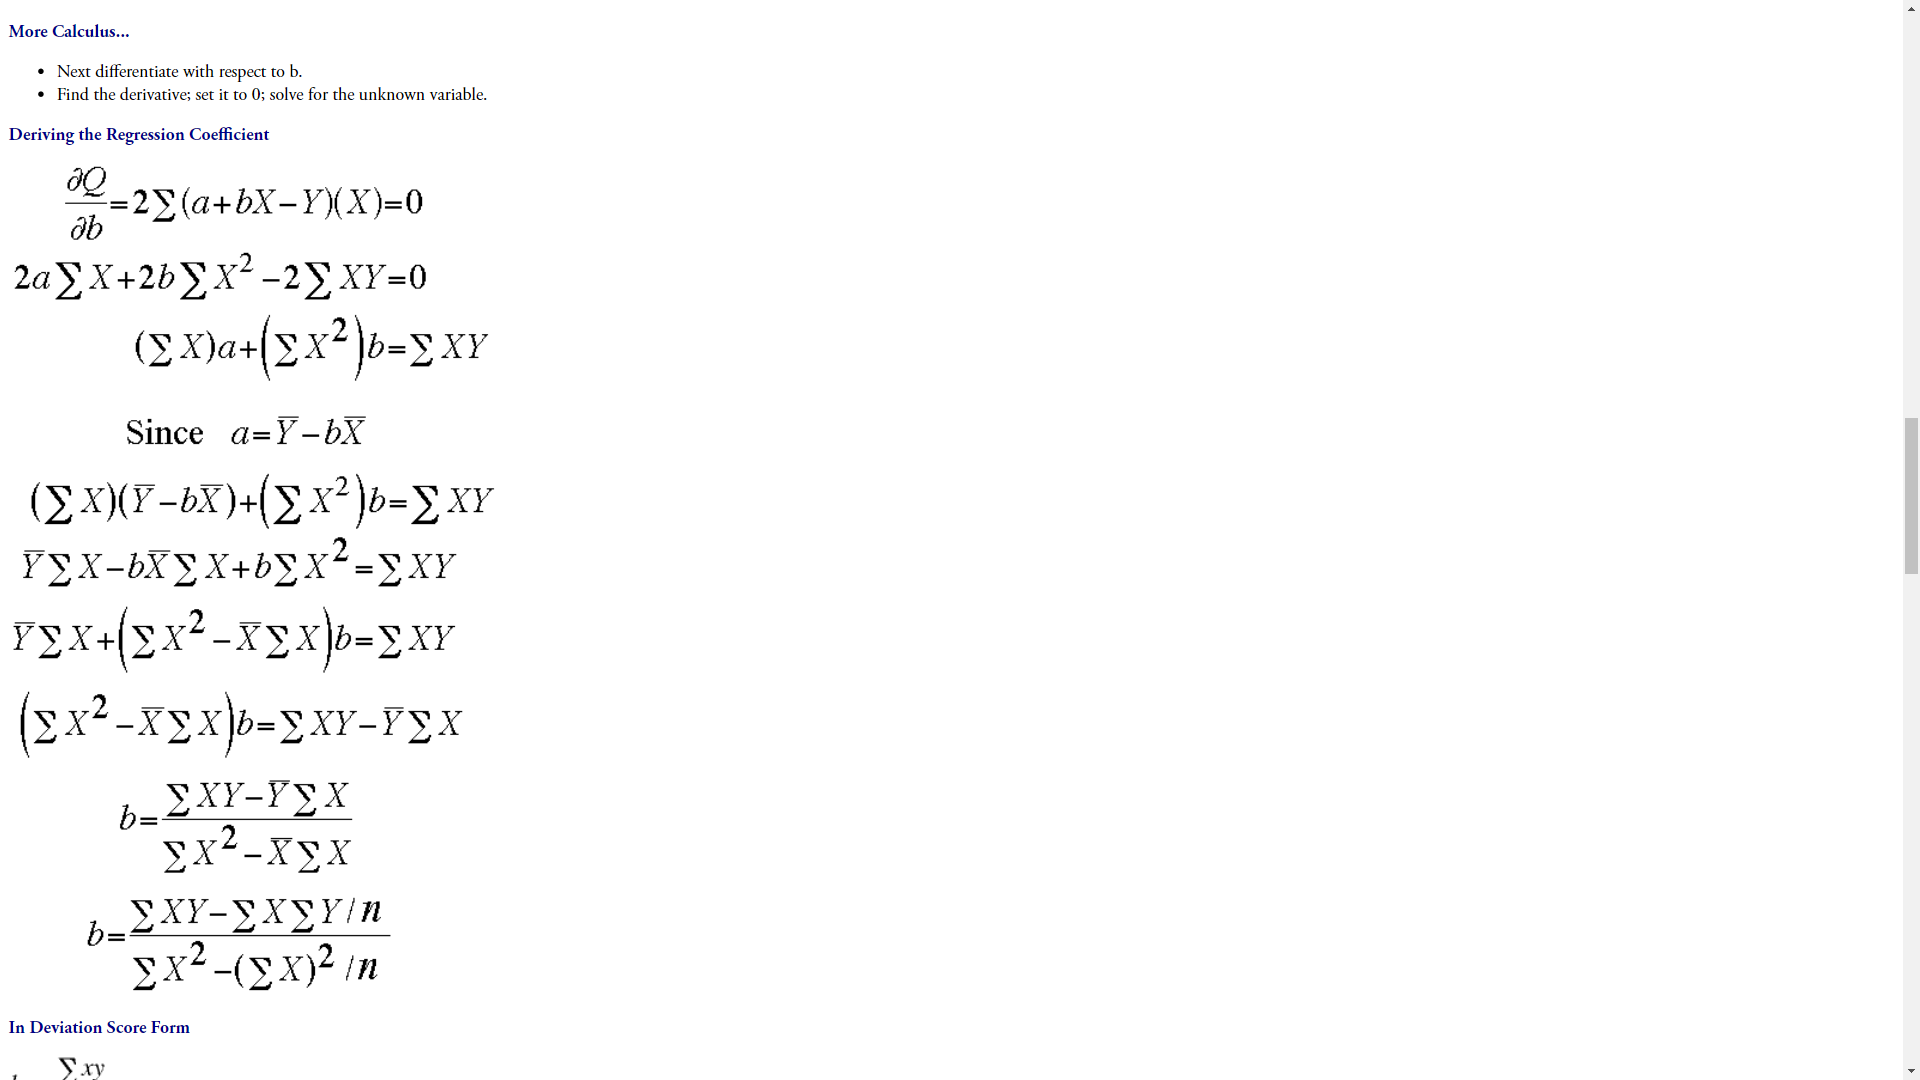 More Calculus...
• Next differentiate with respect to b.
• Find the derivative; set it to 0; solve for the unknown variable.
Deriving the Regression Coefficient
∂Q/∂b=2∑(a+bX−Y)(X)=0
2a∑X+2b∑X²−2∑XY=0
(∑X)a+(∑X²)b=∑XY
Since a=Y̅−bX̅
(∑X)(Y̅−bX̅)+(∑X²)b=∑XY
Y̅∑X−bX̅∑X+b∑X²=∑XY
Y̅∑X+(∑X²−X̅∑X)b=∑XY
(∑X²−X̅∑X)b=∑XY−Y̅∑X
b=(∑XY−Y̅∑X)/(∑X²−X̅∑X)
b=(∑XY−∑X∑Y/n)/(∑X²−(∑X)²/n)
In Deviation Score Form
∑xy